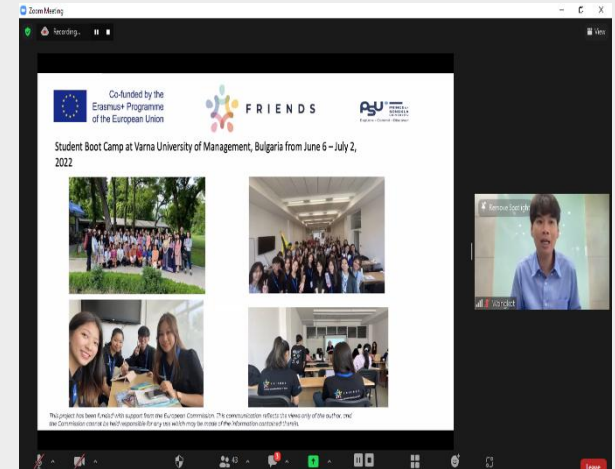 Zoom Meeting
Recording...
View
Co-funded by the
Erasmus+ Programme
of the European Union
FRIENDS
PSU
Student Boot Camp at Varna University of Management, Bulgaria from June 6 – July 2,
2022
Remove Spotlight
This project has been funded with support from the European Commission. This communication reflects the views only of the author, and
the Commission cannot be held responsible for any use which may be made of the information contained therein.
43
Leave